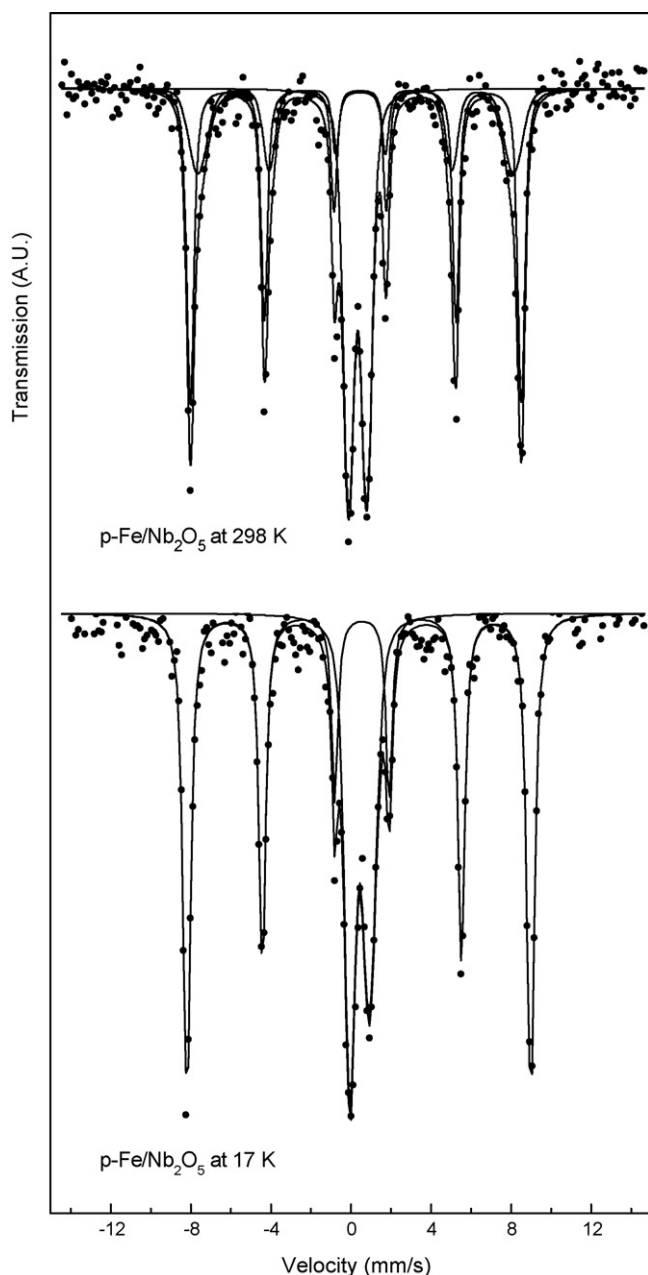 Transmission (A.U.)
p-Fe/Nb₂O₅ at 298 K
p-Fe/Nb₂O₅ at 17 K
-12 -8 -4 0 4 8 12
Velocity (mm/s)